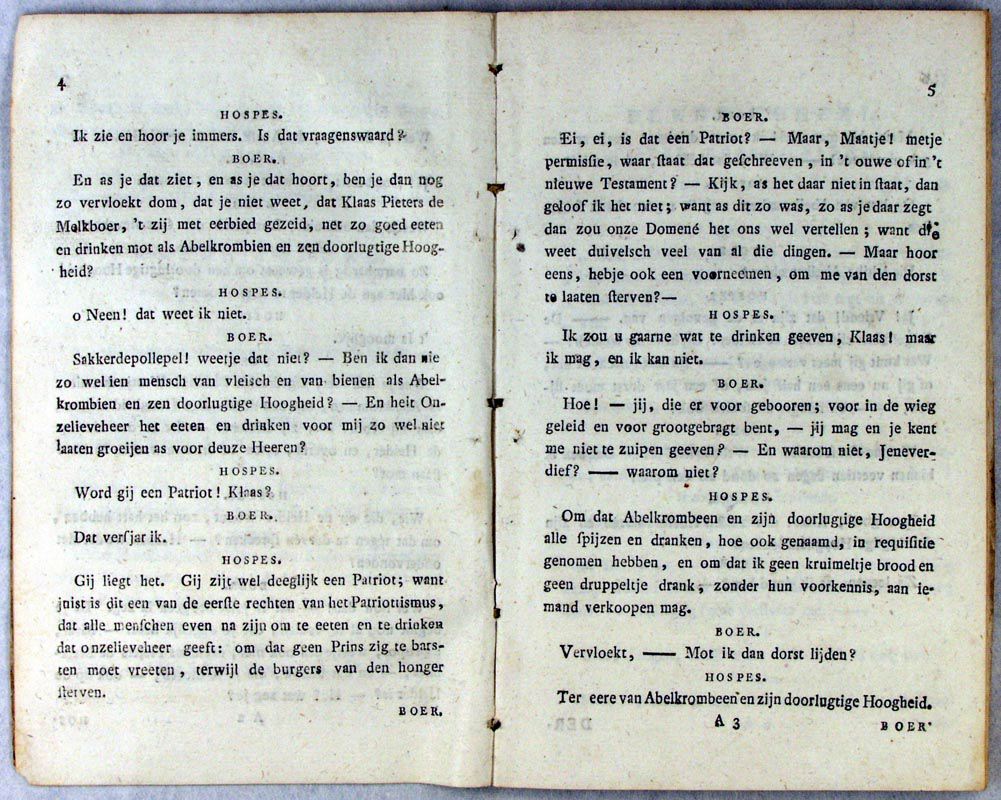 4
HOSPES.
Ik zie en hoor je immers. Is dat vraagenswaard?
BOER.
En as je dat ziet, en as je dat hoort, ben je dan nog
zo vervloekt dom, dat je niet weet, dat Klaas Pieters de
Melkboer, 't zij met eerbied gezeid, net zo goed eeten
en drinken mot als Abelkrombien en zen doorlugtige Hoog-
heid?
HOSPES.
o Neen! dat weet ik niet.
BOER.
Sakkerdepollepel! weetje dat niet? — Ben ik dan nie
zo wel ien mensch van vleisch en van bienen als Abel-
krombien en zen doorlugtige Hoogheid? — En heit On-
zelieveheer het eeten en drinken voor mij zo wel niet
laaten groeijen as voor deuze Heeren?
HOSPES.
Word gij een Patriot! Klaas?
BOER.
Dat versjar ik.
HOSPES.
Gij liegt het. Gij zijt wel deeglijk een Patriot; want
juist is dit een van de eerſte rechten van het Patriotismus,
dat alle menſchen even na zijn om te eeten en te drinken
dat onzelieveheer geeft: om dat geen Prins zig te bars-
ten moet vreeten, terwijl de burgers van den honger
ſterven.
BOER.
5
BOER.
Ei, ei, is dat een Patriot? — Maar, Maatje! metje
permisſie, waar ſtaat dat geſchreeven, in 't ouwe of in 't
nieuwe Testament? — Kijk, as het daar niet in ſtaat, dan
geloof ik het niet; want as dit zo was, zo as je daar zegt
dan zou onze Domené het ons wel vertellen; want die
weet duivelsch veel van al die dingen. — Maar hoor
eens, hebje ook een voorneemen, om me van den dorst
te laaten ſterven?—
HOSPES.
Ik zou u gaarne wat te drinken geeven, Klaas! maar
ik mag, en ik kan niet.
BOER.
Hoe! — jij, die er voor gebooren; voor in de wieg
geleid en voor grootgebragt bent, — jij mag en je kent
me niet te zuipen geeven? — En waarom niet, Jenever-
dief? — waarom niet?
HOSPES.
Om dat Abelkrombeen en zijn doorlugtige Hoogheid
alle ſpijzen en dranken, hoe ook genaamd, in requiſitie
genomen hebben, en om dat ik geen kruimeltje brood en
geen druppeltje drank, zonder hun voorkennis, aan ie-
mand verkoopen mag.
BOER.
Vervloekt, — Mot ik dan dorst lijden?
HOSPES.
Ter eere van Abelkrombeen en zijn doorlugtige Hoogheid.
A 3 BOER